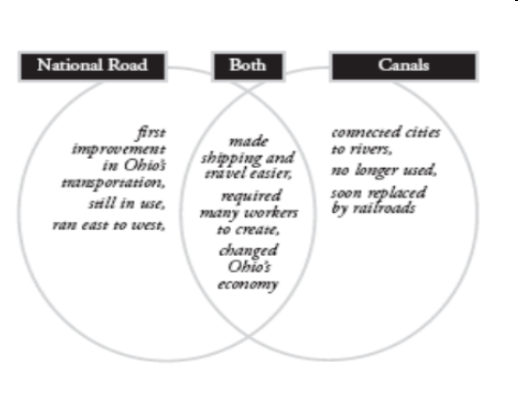 National Road
Both
Canals
first
improvement
in Ohio's
transportation,
still in use,
ran east to west,
made
shipping and
travel easier,
required
many workers
to create,
changed
Ohio's
economy
connected cities
to rivers,
no longer used,
soon replaced
by railroads